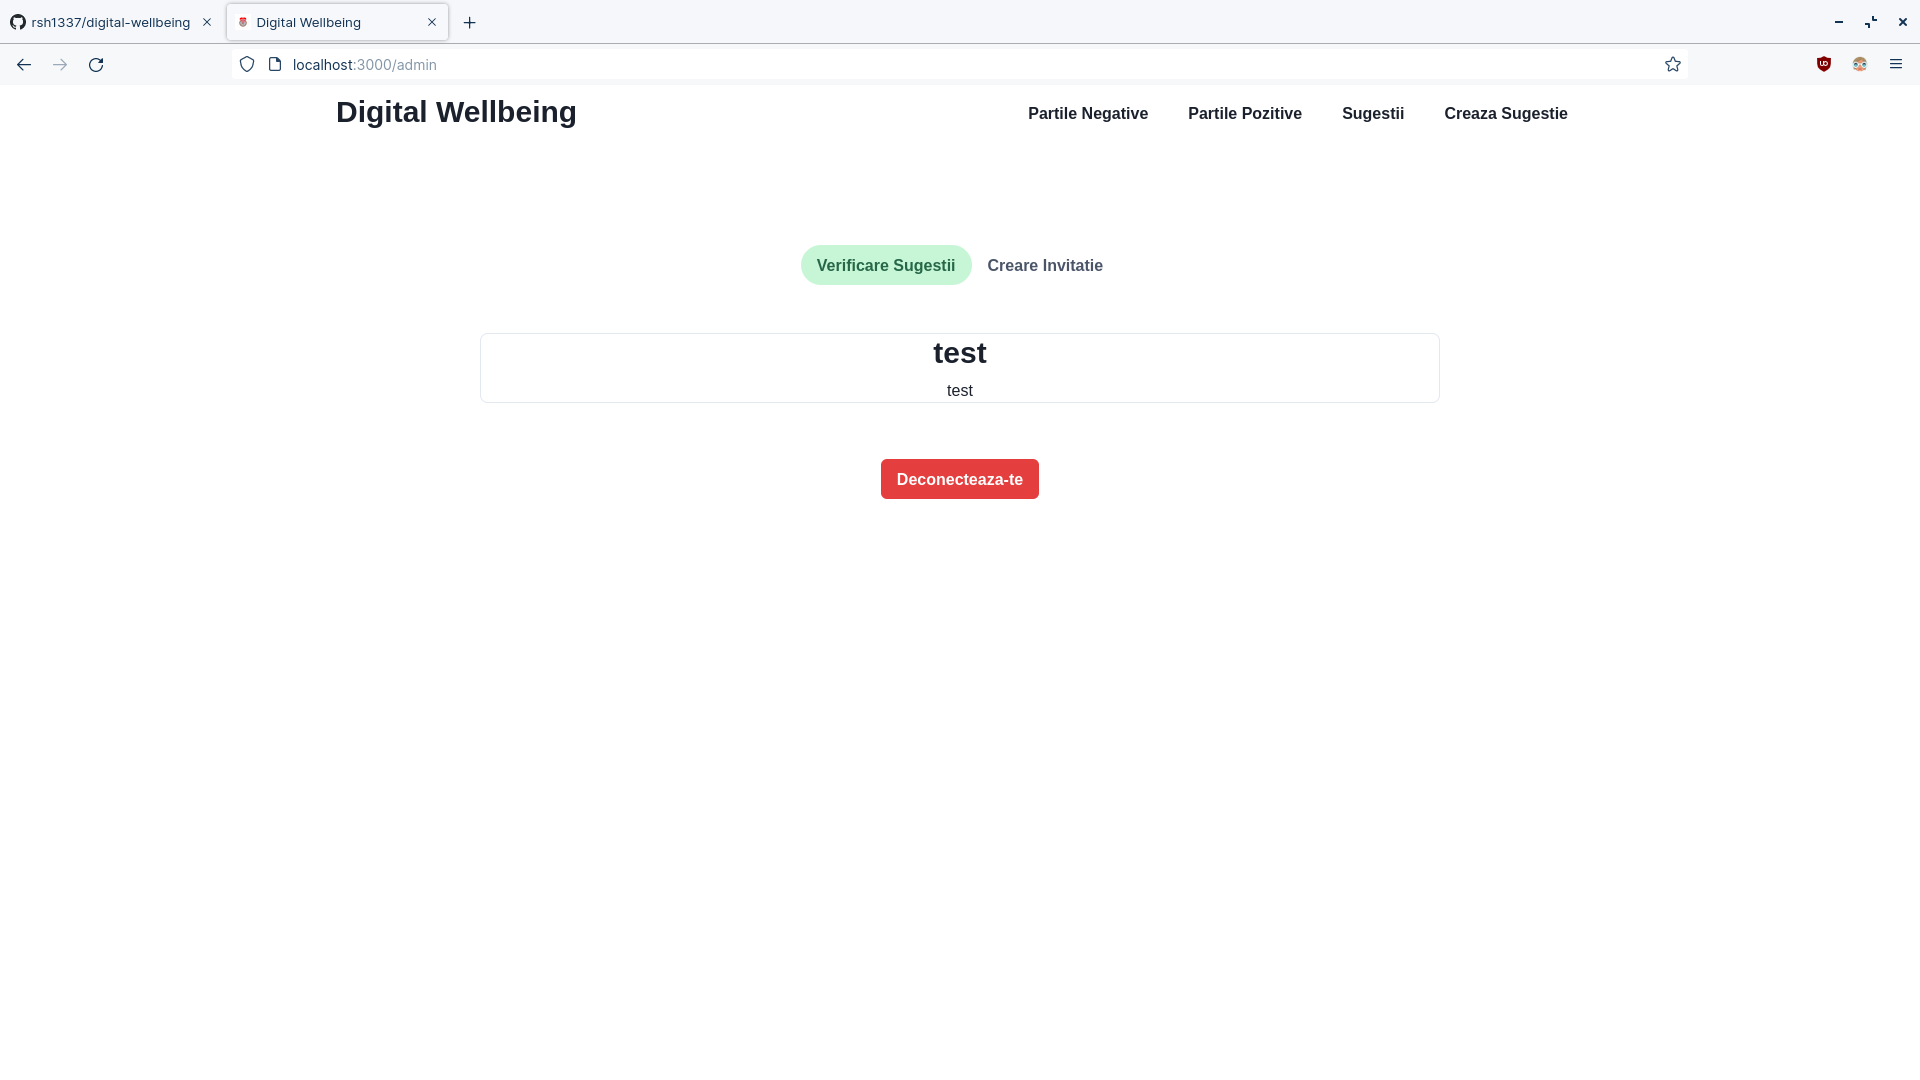 rsh1337/digital-wellbeing
Digital Wellbeing
localhost:3000/admin
Digital Wellbeing
Partile Negative
Partile Pozitive
Sugestii
Creaza Sugestie
Verificare Sugestii
Creare Invitatie
test
test
Deconecteaza-te